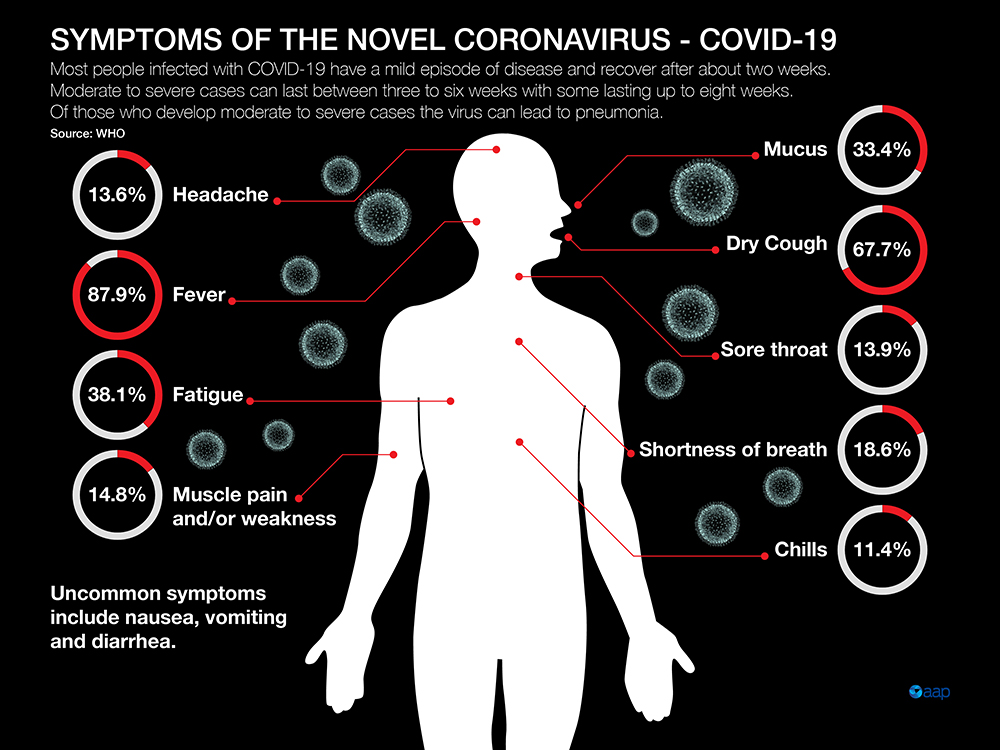 SYMPTOMS OF THE NOVEL CORONAVIRUS - COVID-19
Most people infected with COVID-19 have a mild episode of disease and recover after about two weeks.
Moderate to severe cases can last between three to six weeks with some lasting up to eight weeks.
Of those who develop moderate to severe cases the virus can lead to pneumonia.
Source: WHO
13.6% Headache
87.9% Fever
38.1% Fatigue
14.8% Muscle pain
and/or weakness
Mucus 33.4%
Dry Cough 67.7%
Sore throat 13.9%
Shortness of breath 18.6%
Chills 11.4%
Uncommon symptoms
include nausea, vomiting
and diarrhea.
aap